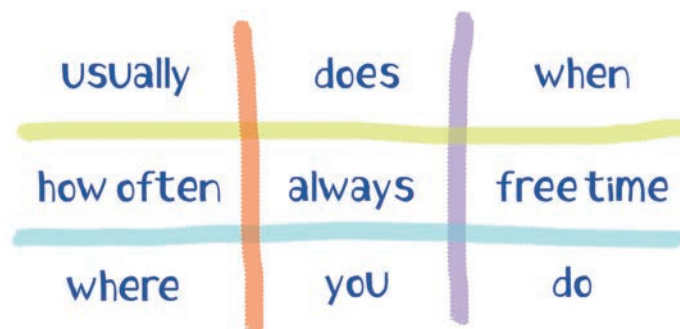 usually does when
how often always free time
where you do